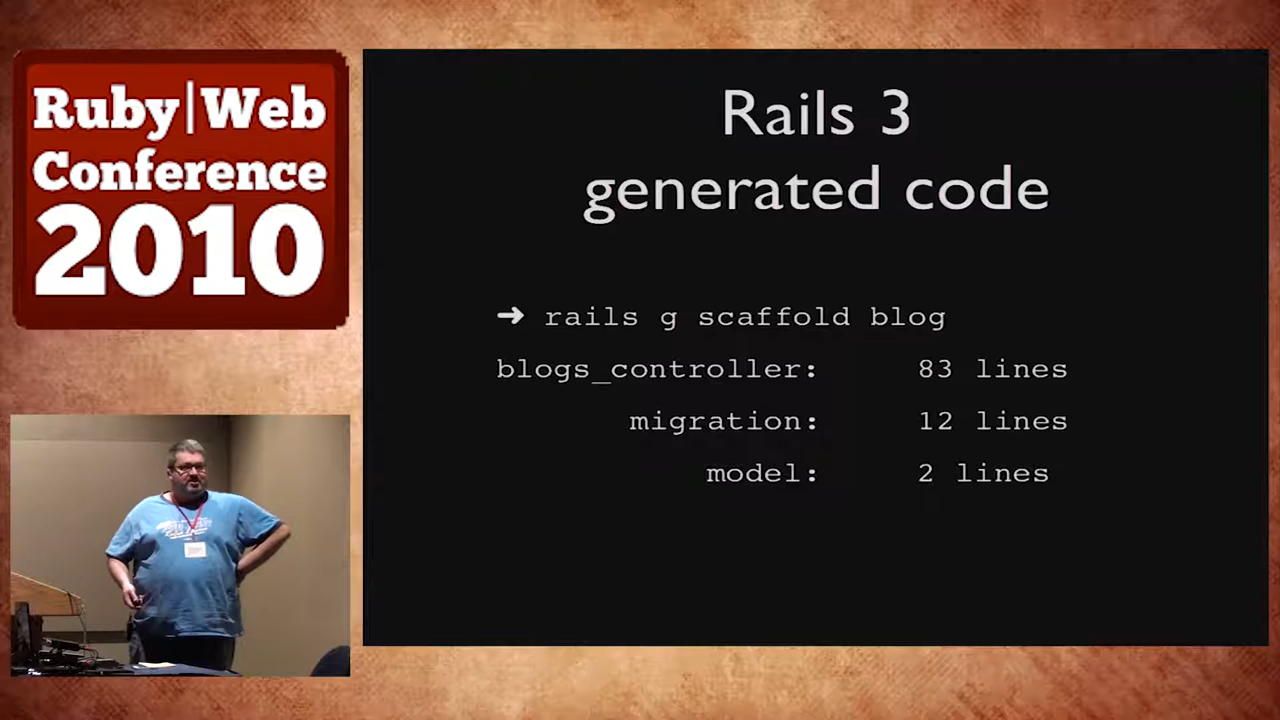 Ruby|Web
Conference
2010
Rails 3
generated code
➜ rails g scaffold blog
blogs_controller: 83 lines
migration: 12 lines
model: 2 lines